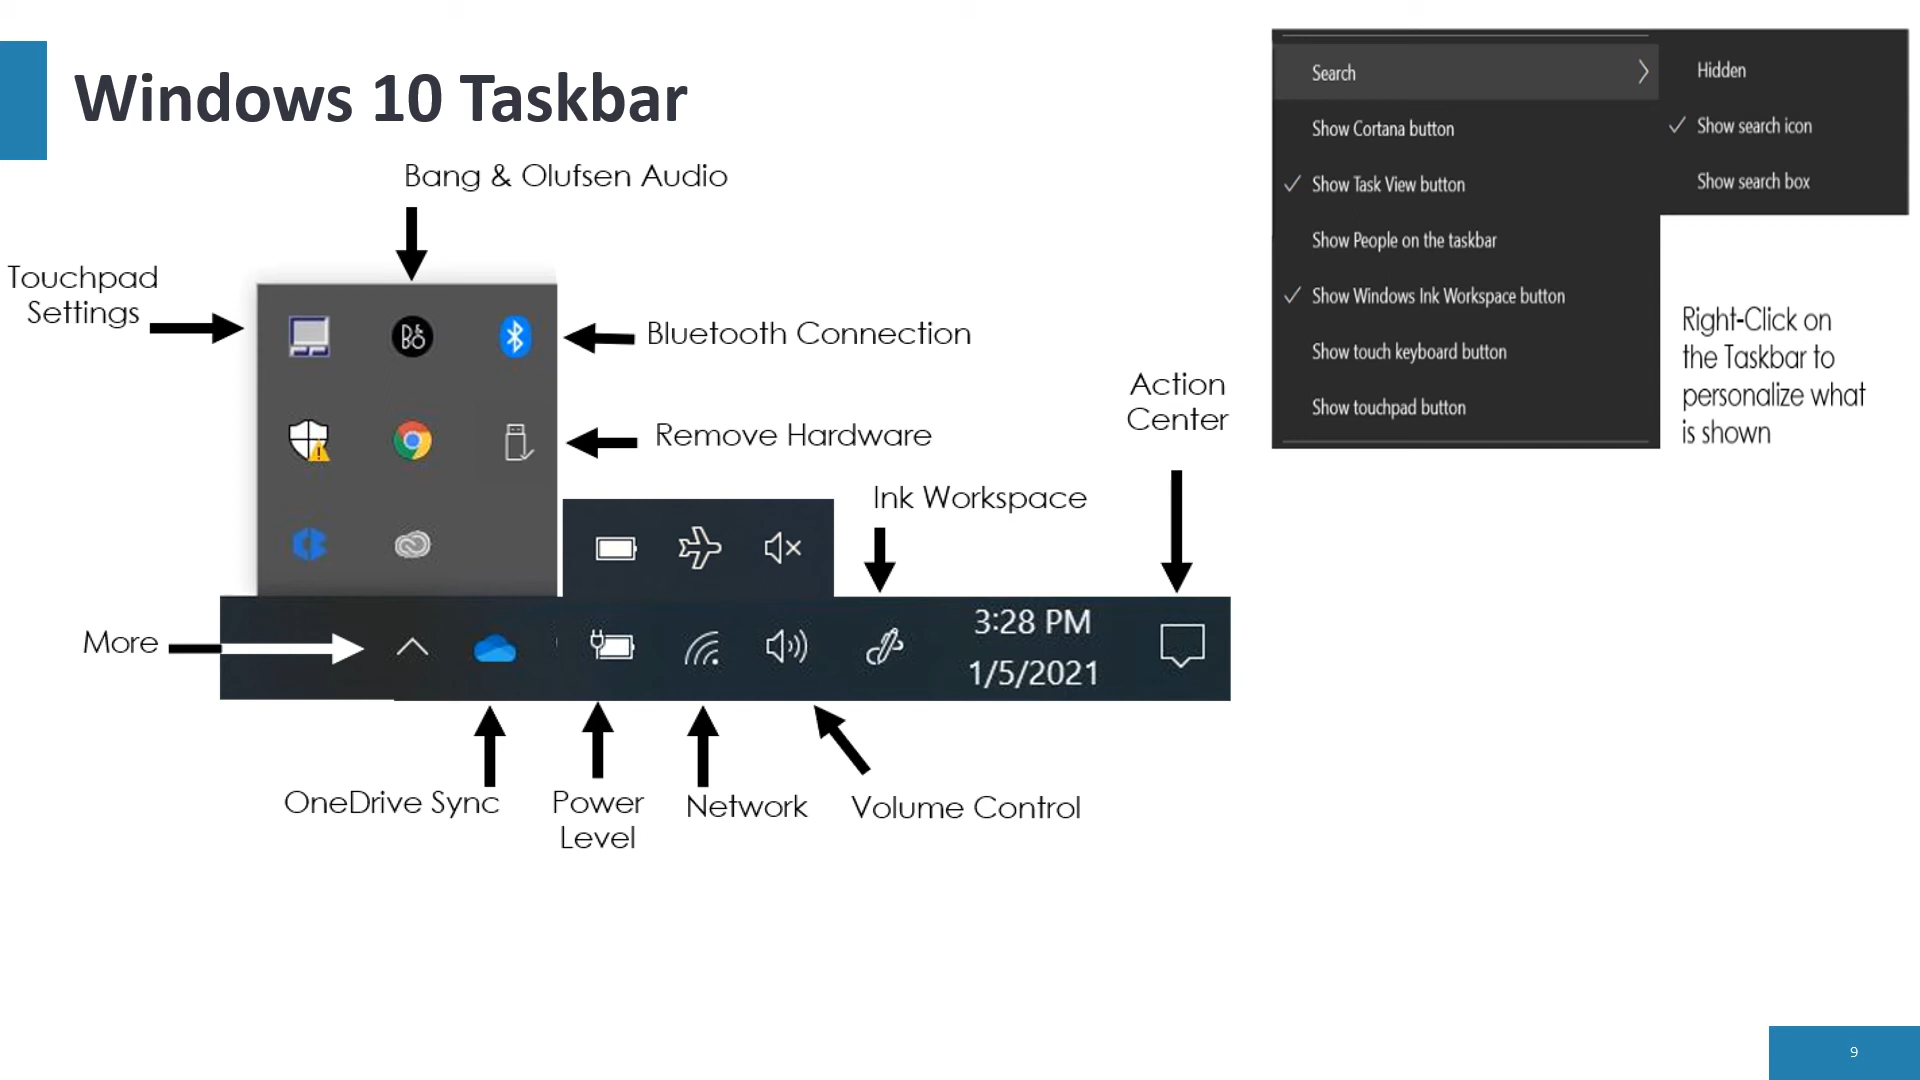 Windows 10 Taskbar
Bang & Olufsen Audio
Touchpad
Settings
Bluetooth Connection
Remove Hardware
Ink Workspace
Action
Center
More
3:28 PM
1/5/2021
OneDrive Sync
Power
Level
Network
Volume Control
Search
Show Cortana button
Show Task View button
Show People on the taskbar
Show Windows Ink Workspace button
Show touch keyboard button
Show touchpad button
Hidden
Show search icon
Show search box
Right-Click on
the Taskbar to
personalize what
is shown
9